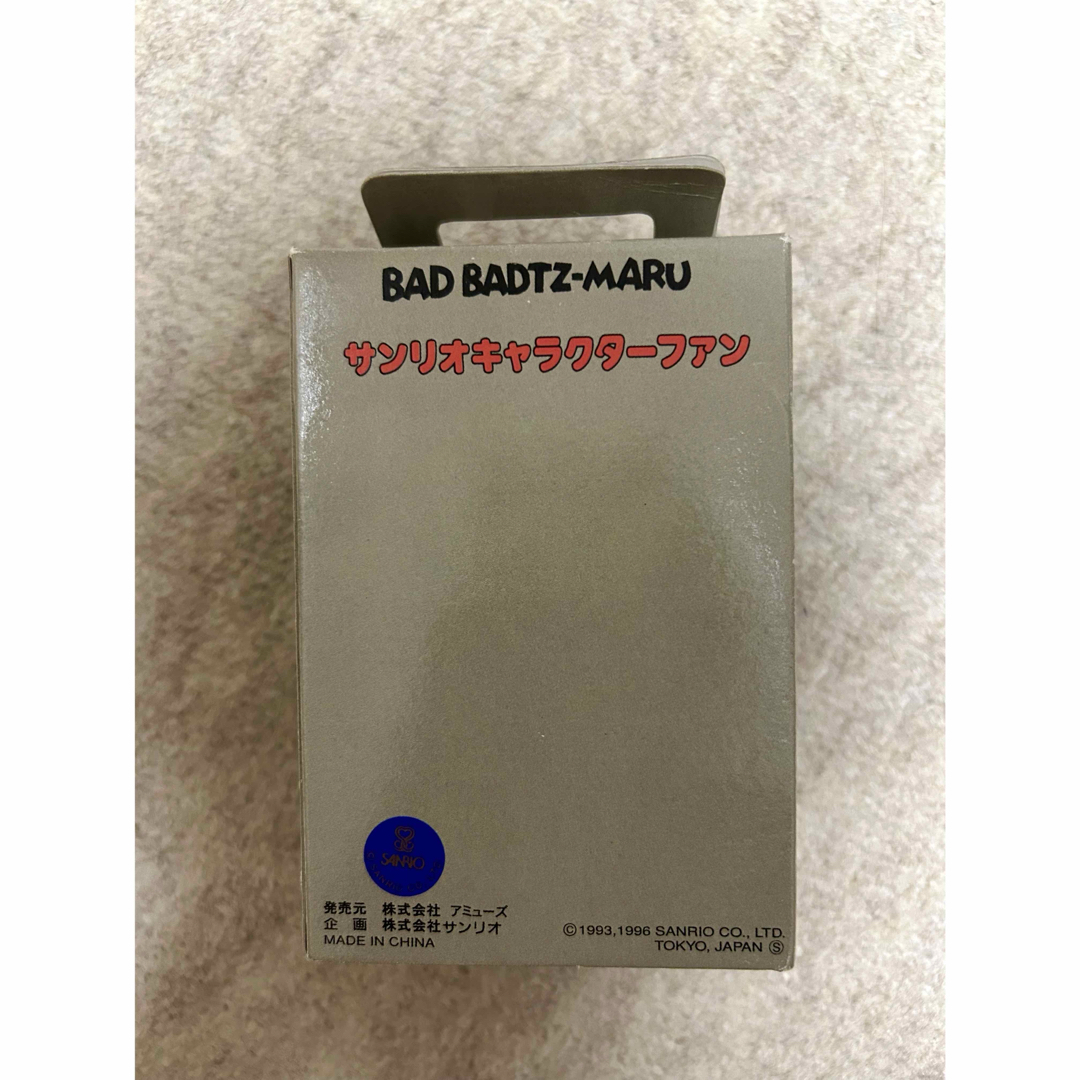 BAD BADTZ-MARU
サンリオキャラクターファン
SANRIO
発売元 株式会社 アミューズ
企 画 株式会社サンリオ
MADE IN CHINA
©1993,1996 SANRIO CO., LTD.
TOKYO, JAPAN Ⓢ